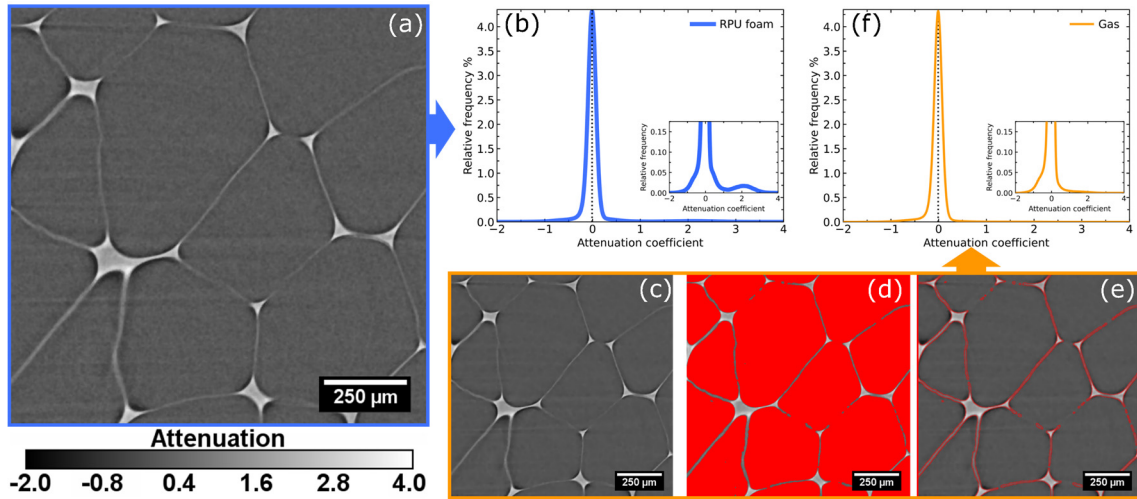 (a)
250 µm
Attenuation
-2.0 -0.8 0.4 1.6 2.8 4.0
(b)
RPU foam
Relative frequency %
4.0
3.5
3.0
2.5
2.0
1.5
1.0
0.5
0.0
−2 −1 0 1 2 3 4
Attenuation coefficient
Relative frequency
0.15
0.10
0.05
0.00
−2 0 2 4
Attenuation coefficient
(f)
Gas
Relative frequency %
4.0
3.5
3.0
2.5
2.0
1.5
1.0
0.5
0.0
−2 −1 0 1 2 3 4
Attenuation coefficient
Relative frequency
0.15
0.10
0.05
0.00
−2 0 2 4
Attenuation coefficient
(c)
250 µm
(d)
250 µm
(e)
250 µm